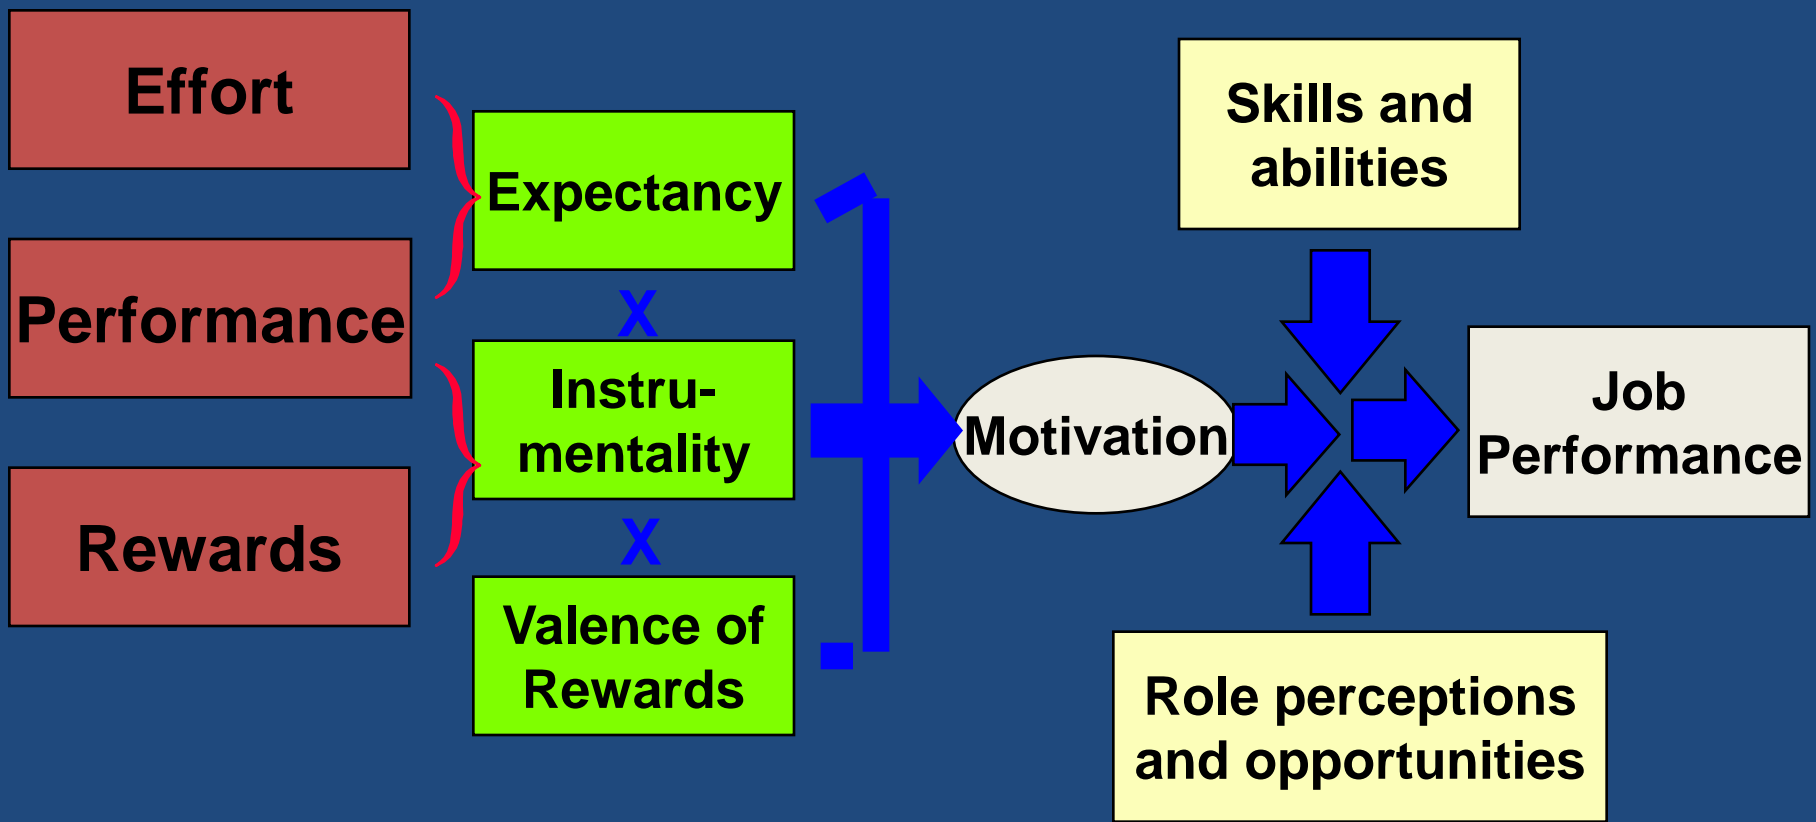 Effort
Performance
Rewards
Expectancy
X
Instru-
mentality
X
Valence of
Rewards
Motivation
Skills and
abilities
Role perceptions
and opportunities
Job
Performance